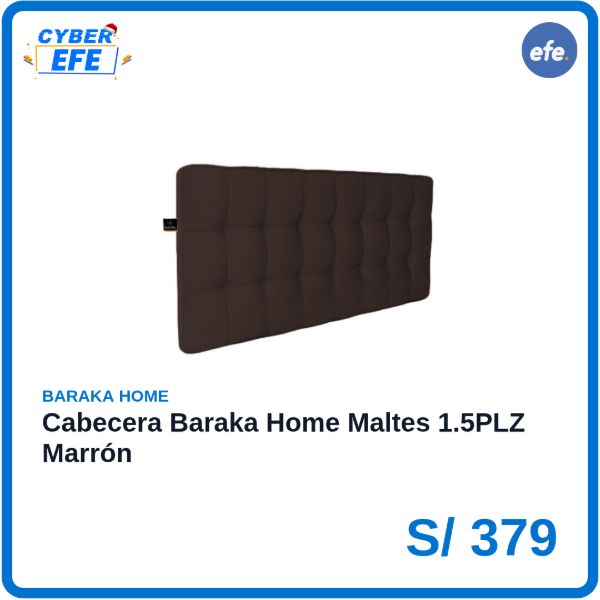 CYBER
EFE
efe.
BARAKA HOME
Cabecera Baraka Home Maltes 1.5PLZ
Marrón
S/ 379